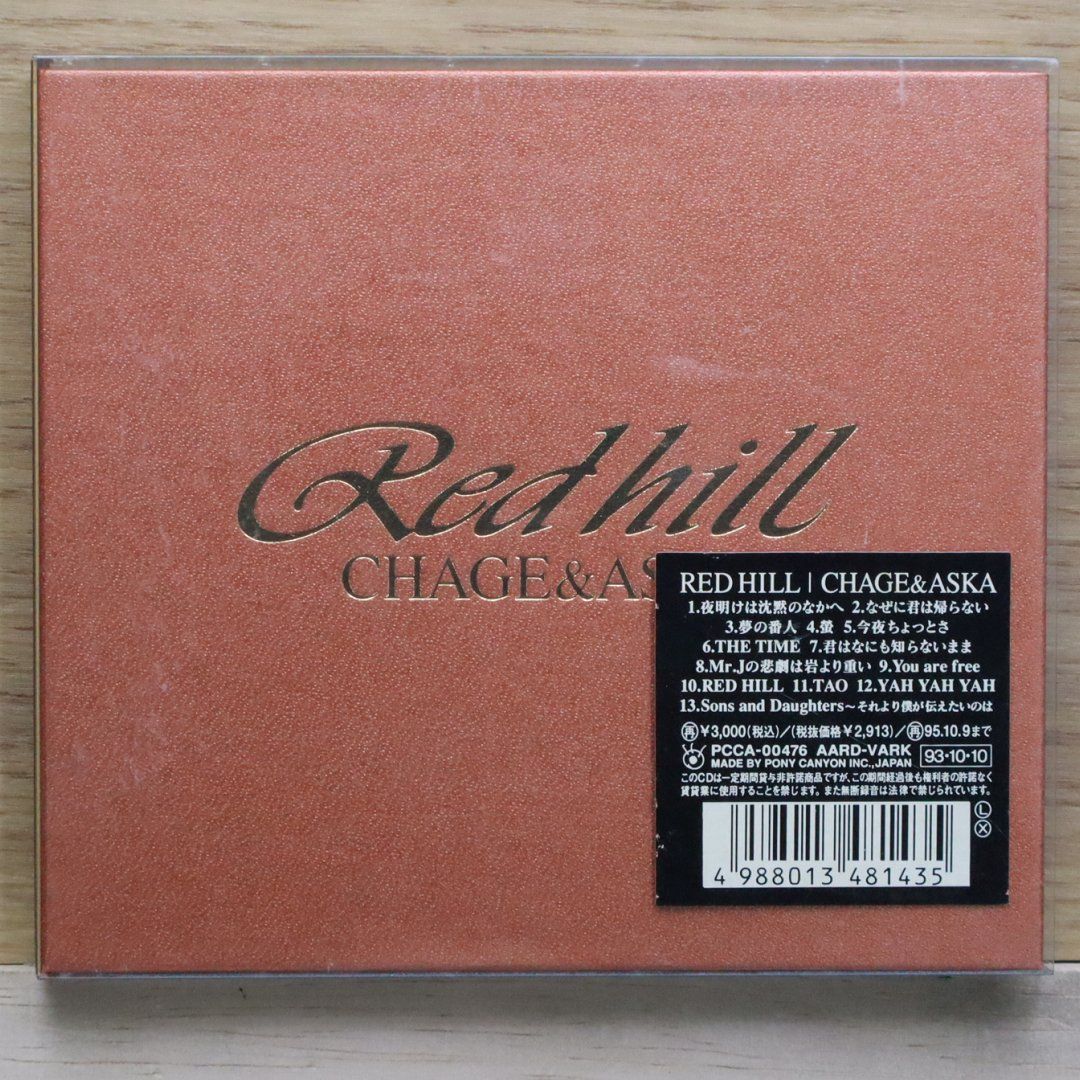 Red hill
CHAGE&AS
RED HILL | CHAGE&ASKA
1.夜明けは沈黙のなかへ 2.なぜに君は帰らない
3.夢の番人 4.螢 5.今夜ちょっとさ
6.THE TIME 7.君はなにも知らないまま
8.Mr.Jの悲劇は岩より重い 9.You are free
10.RED HILL 11.TAO 12.YAH YAH YAH
13.Sons and Daughters～それより僕が伝えたいのは
再¥3,000(税込)/(税抜価格¥2,913)/再95.10.9まで
PCCA-00476 AARD-VARK
MADE BY PONY CANYON INC.,JAPAN 93・10・10
このCDは一定期間貸与非許諾商品ですが、この期間経過後も権利者の許諾なく
賃貸業に使用することを禁じます。また無断録音は法律で禁じられています。
L
X
4 988013 481435